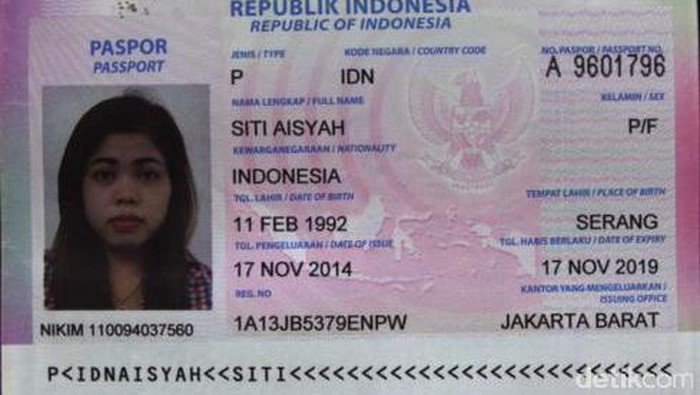 REPUBLIK INDONESIA
REPUBLIC OF INDONESIA
PASPOR
PASSPORT
JENIS / TYPE KODE NEGARA / COUNTRY CODE NO. PASPOR / PASSPORT NO.
P IDN A 9601796
NAMA LENGKAP / FULL NAME KELAMIN / SEX
SITI AISYAH P/F
KEWARGANEGARAAN / NATIONALITY
INDONESIA
TGL. LAHIR / DATE OF BIRTH TEMPAT LAHIR / PLACE OF BIRTH
11 FEB 1992 SERANG
TGL. PENGELUARAN / DATE OF ISSUE TGL. HABIS BERLAKU / DATE OF EXPIRY
17 NOV 2014 17 NOV 2019
REG. NO KANTOR YANG MENGELUARKAN /
ISSUING OFFICE
1A13JB5379ENPW JAKARTA BARAT
NIKIM 110094037560
P<IDNAISYAH<<SITI<<<<<<<<<<<<<<<<<<<<<<<<<<<
detikcom